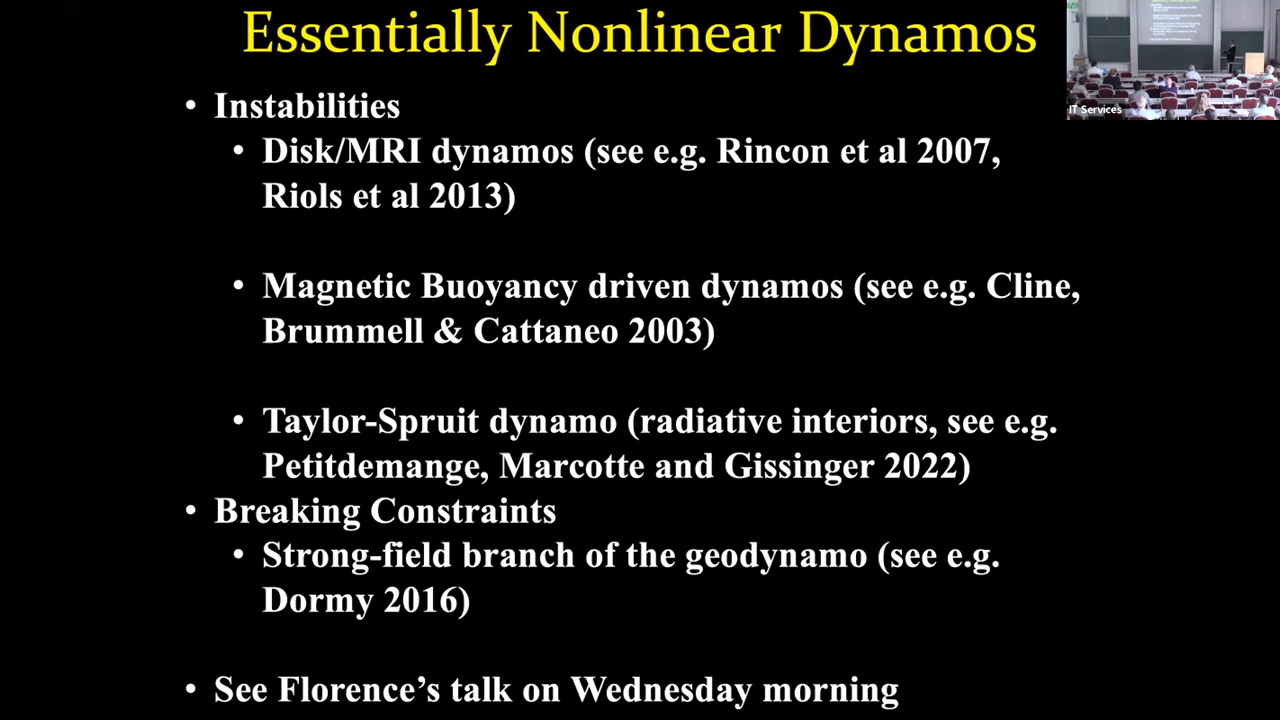 Essentially Nonlinear Dynamos
IT Services
• Instabilities
• Disk/MRI dynamos (see e.g. Rincon et al 2007,
Riols et al 2013)
• Magnetic Buoyancy driven dynamos (see e.g. Cline,
Brummell & Cattaneo 2003)
• Taylor-Spruit dynamo (radiative interiors, see e.g.
Petitdemange, Marcotte and Gissinger 2022)
• Breaking Constraints
• Strong-field branch of the geodynamo (see e.g.
Dormy 2016)
• See Florence’s talk on Wednesday morning